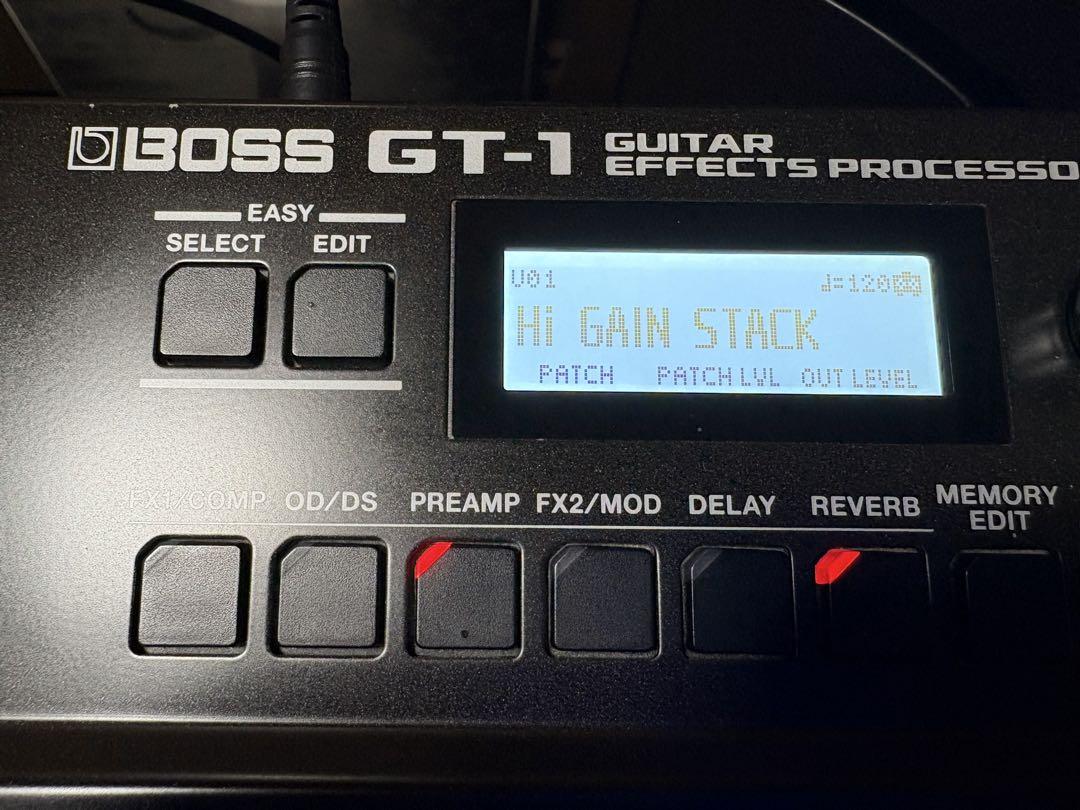 BOSS GT-1 GUITAR
EFFECTS PROCESSO
EASY
SELECT EDIT
U01 ♩=120
Hi GAIN STACK
PATCH PATCH LVL OUT LEVEL
FX1/COMP OD/DS PREAMP FX2/MOD DELAY REVERB MEMORY
EDIT